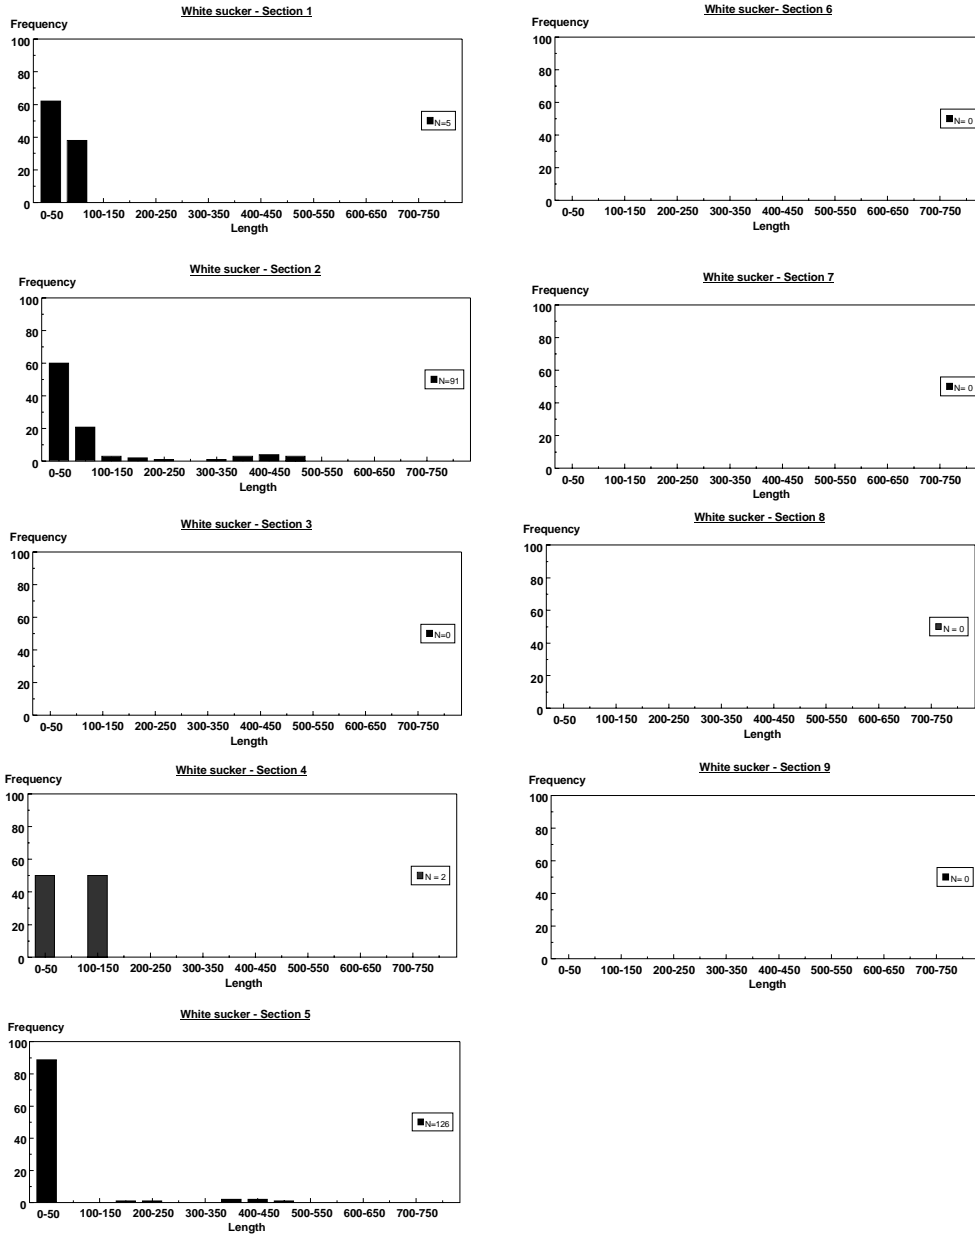 White sucker - Section 1
Frequency
100
80
60
40
20
0
N=5
0-50 100-150 200-250 300-350 400-450 500-550 600-650 700-750
Length
White sucker - Section 2
Frequency
100
80
60
40
20
0
N=91
0-50 100-150 200-250 300-350 400-450 500-550 600-650 700-750
Length
White sucker - Section 3
Frequency
100
80
60
40
20
0
N=0
0-50 100-150 200-250 300-350 400-450 500-550 600-650 700-750
Length
White sucker - Section 4
Frequency
100
80
60
40
20
0
N = 2
0-50 100-150 200-250 300-350 400-450 500-550 600-650 700-750
Length
White sucker - Section 5
Frequency
100
80
60
40
20
0
N=126
0-50 100-150 200-250 300-350 400-450 500-550 600-650 700-750
Length
White sucker- Section 6
Frequency
100
80
60
40
20
0
N= 0
0-50 100-150 200-250 300-350 400-450 500-550 600-650 700-750
Length
White sucker - Section 7
Frequency
100
80
60
40
20
0
N= 0
0-50 100-150 200-250 300-350 400-450 500-550 600-650 700-750
Length
White sucker - Section 8
Frequency
100
80
60
40
20
0
N = 0
0-50 100-150 200-250 300-350 400-450 500-550 600-650 700-750
Length
White sucker - Section 9
Frequency
100
80
60
40
20
0
N= 0
0-50 100-150 200-250 300-350 400-450 500-550 600-650 700-750
Length